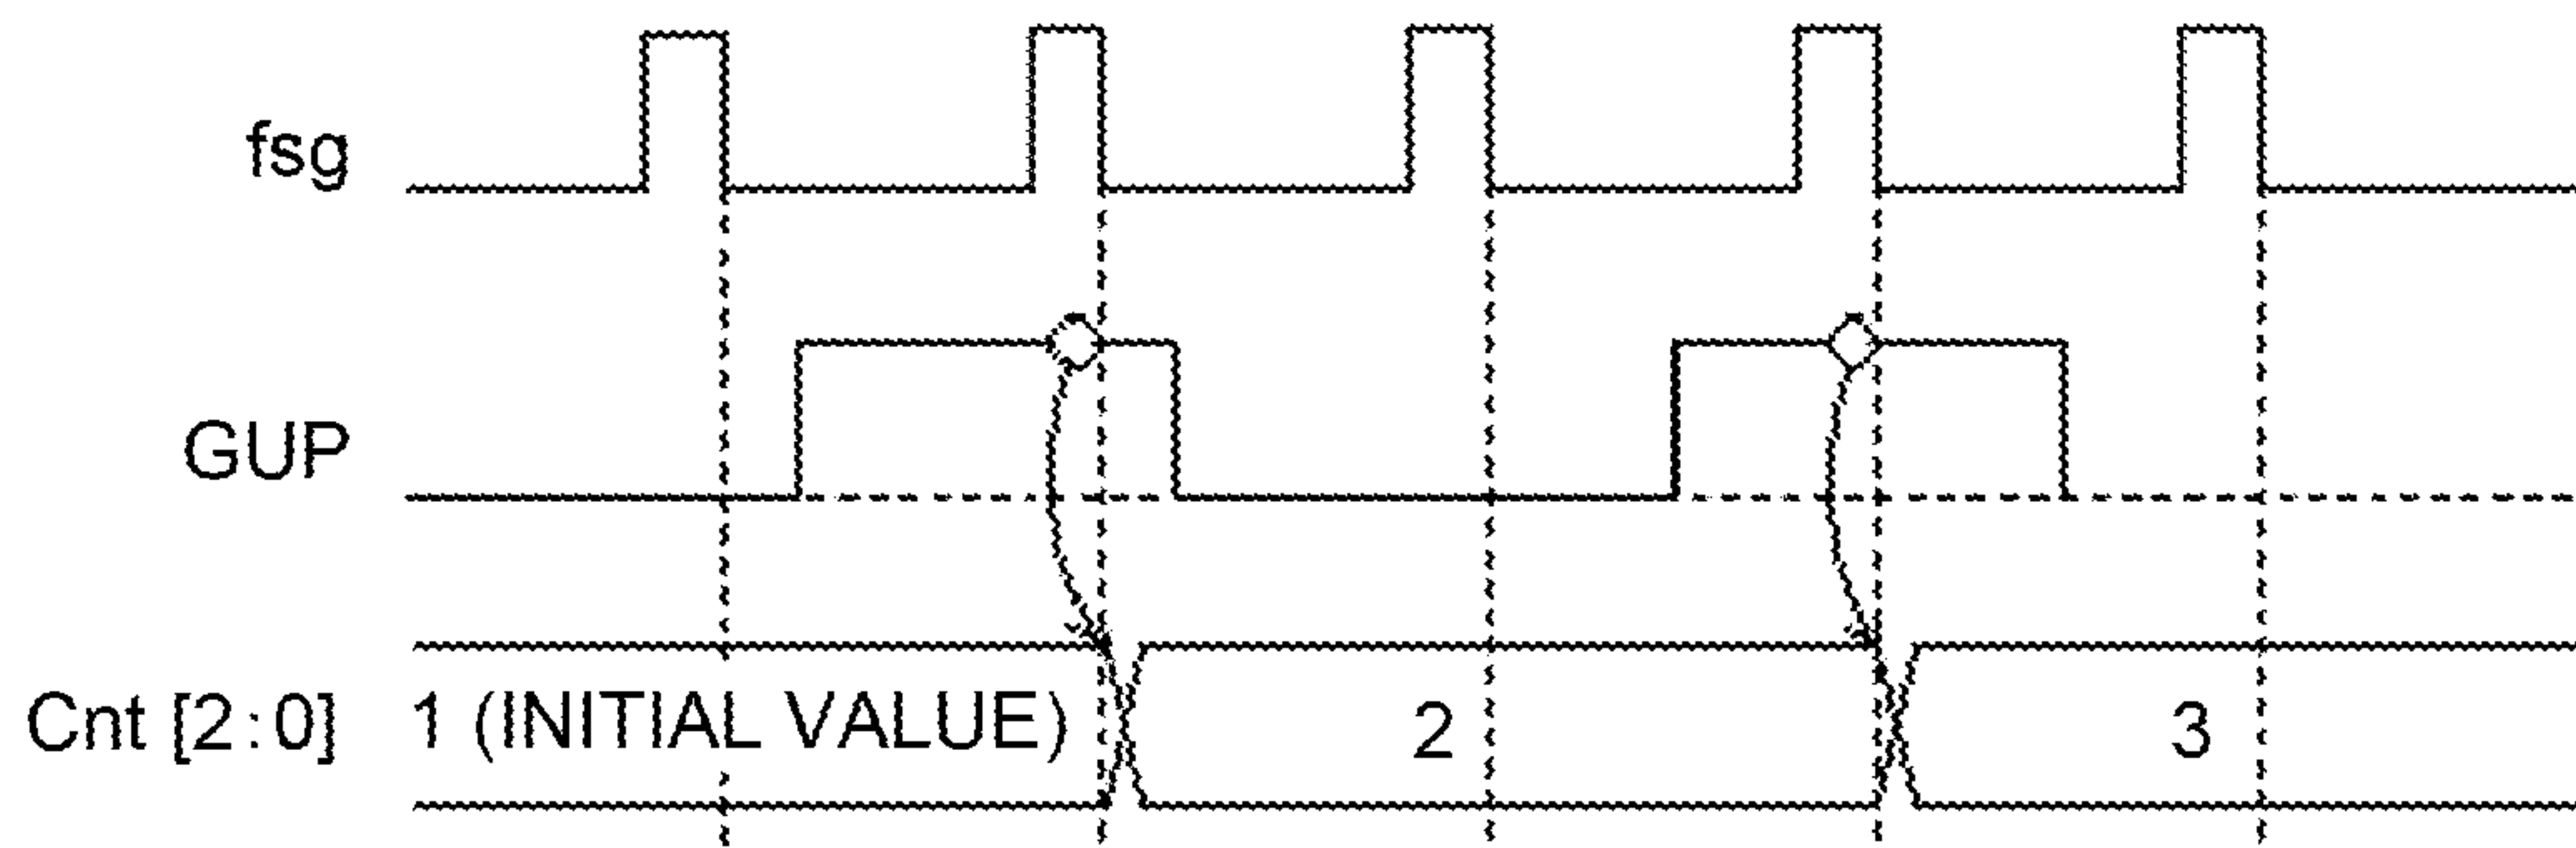 fsg
GUP
Cnt [2:0] 1 (INITIAL VALUE) 2 3